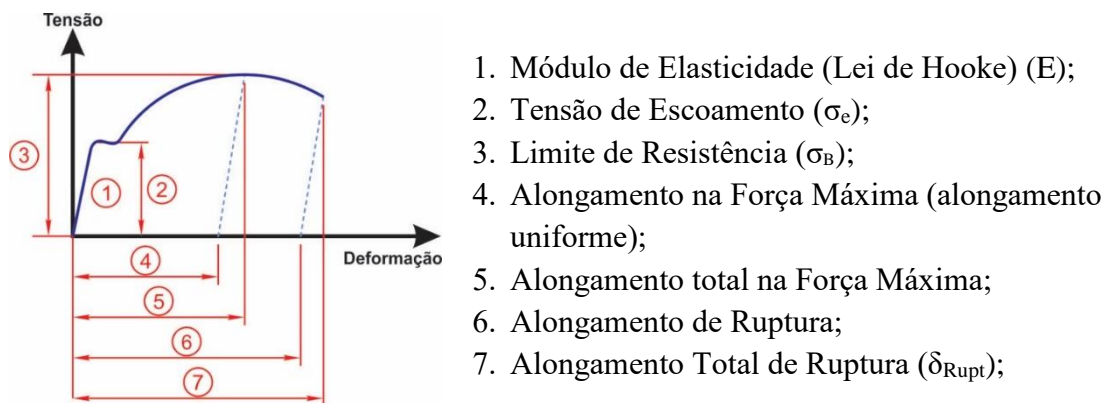 Tensão
3
1
2
Deformação
4
5
6
7
1. Módulo de Elasticidade (Lei de Hooke) (E);
2. Tensão de Escoamento (σe);
3. Limite de Resistência (σB);
4. Alongamento na Força Máxima (alongamento
uniforme);
5. Alongamento total na Força Máxima;
6. Alongamento de Ruptura;
7. Alongamento Total de Ruptura (δRupt);